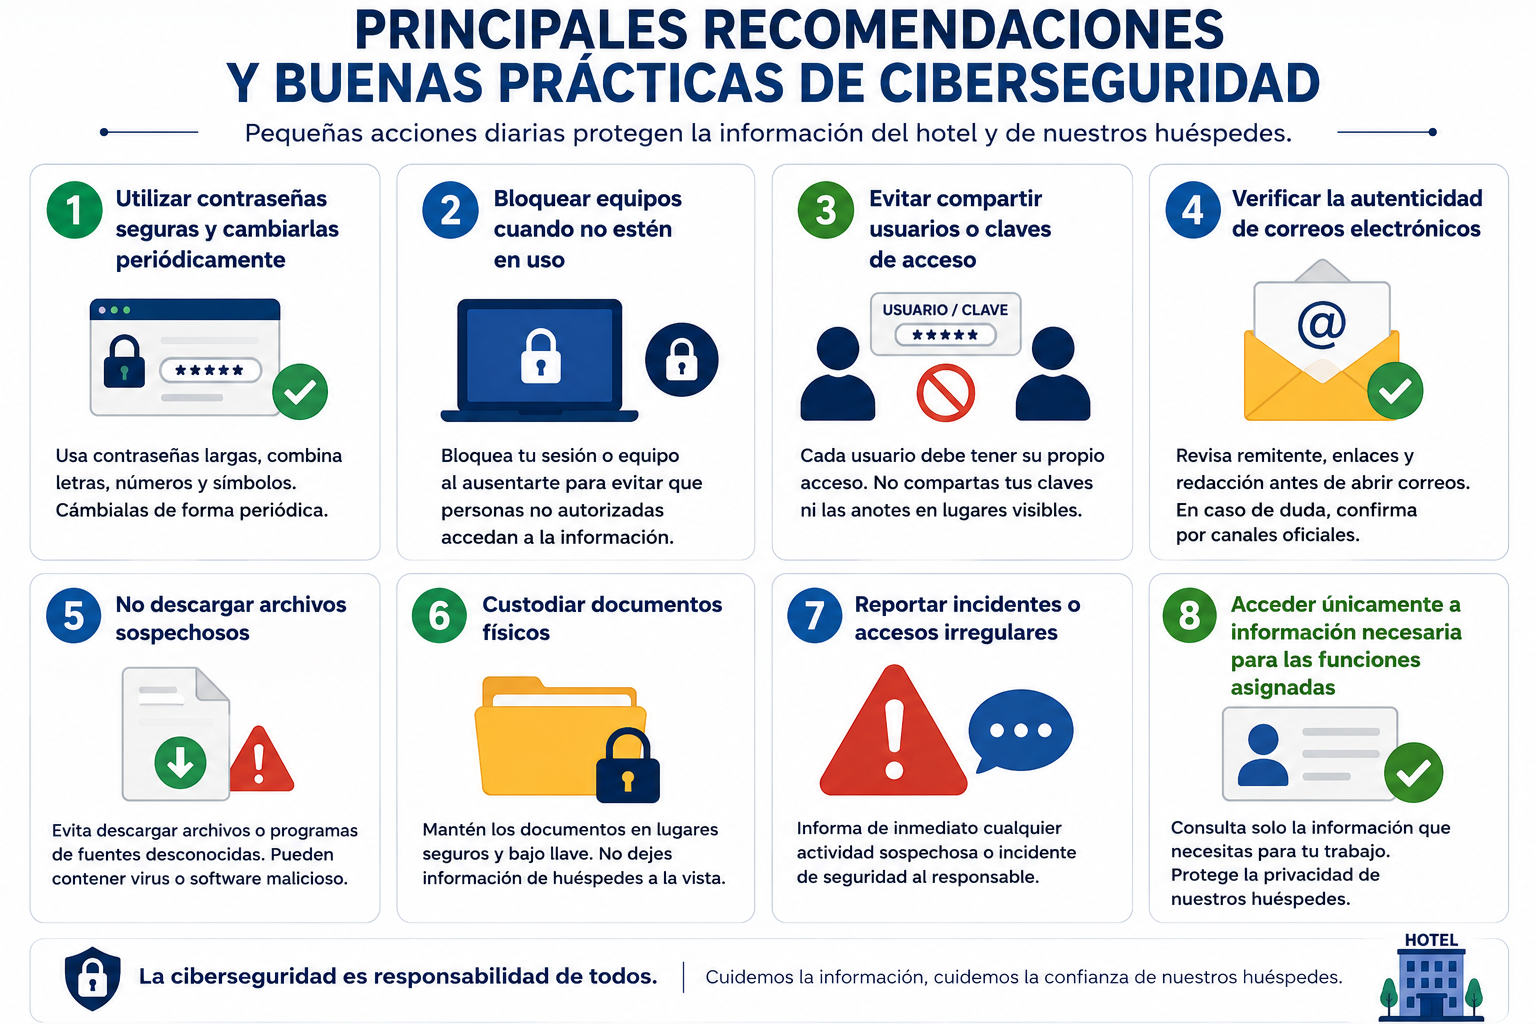 PRINCIPALES RECOMENDACIONES
Y BUENAS PRÁCTICAS DE CIBERSEGURIDAD
Pequeñas acciones diarias protegen la información del hotel y de nuestros huéspedes.
1
Utilizar contraseñas
seguras y cambiarlas
periódicamente
*****
Usa contraseñas largas, combina
letras, números y símbolos.
Cámbialas de forma periódica.
2
Bloquear equipos
cuando no estén
en uso
Bloquea tu sesión o equipo
al ausentarte para evitar que
personas no autorizadas
accedan a la información.
3
Evitar compartir
usuarios o claves
de acceso
USUARIO / CLAVE
*****
Cada usuario debe tener su propio
acceso. No compartas tus claves
ni las anotes en lugares visibles.
4
Verificar la autenticidad
de correos electrónicos
@
Revisa remitente, enlaces y
redacción antes de abrir correos.
En caso de duda, confirma
por canales oficiales.
5
No descargar archivos
sospechosos
Evita descargar archivos o programas
de fuentes desconocidas. Pueden
contener virus o software malicioso.
6
Custodiar documentos
físicos
Mantén los documentos en lugares
seguros y bajo llave. No dejes
información de huéspedes a la vista.
7
Reportar incidentes o
accesos irregulares
Informa de inmediato cualquier
actividad sospechosa o incidente
de seguridad al responsable.
8
Acceder únicamente a
información necesaria
para las funciones
asignadas
Consulta solo la información que
necesitas para tu trabajo.
Protege la privacidad de
nuestros huéspedes.
La ciberseguridad es responsabilidad de todos.
Cuidemos la información, cuidemos la confianza de nuestros huéspedes.
HOTEL